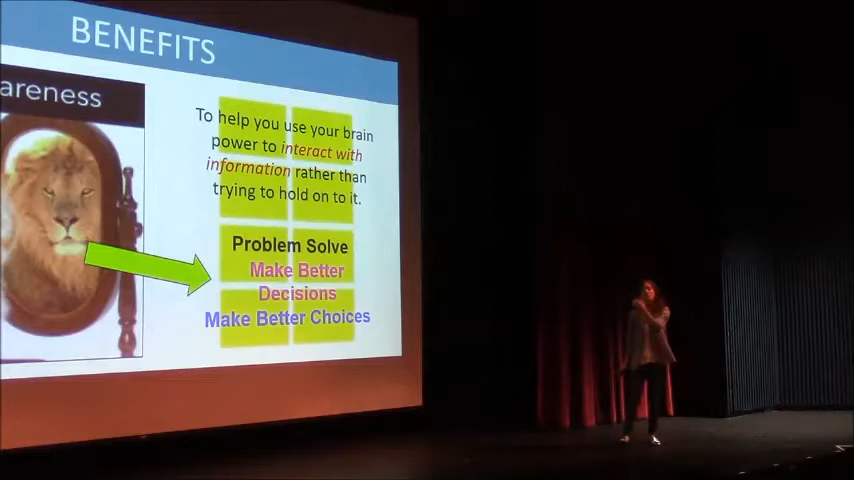 BENEFITS
areness
To help you use your brain
power to interact with
information rather than
trying to hold on to it.
Problem Solve
Make Better
Decisions
Make Better Choices